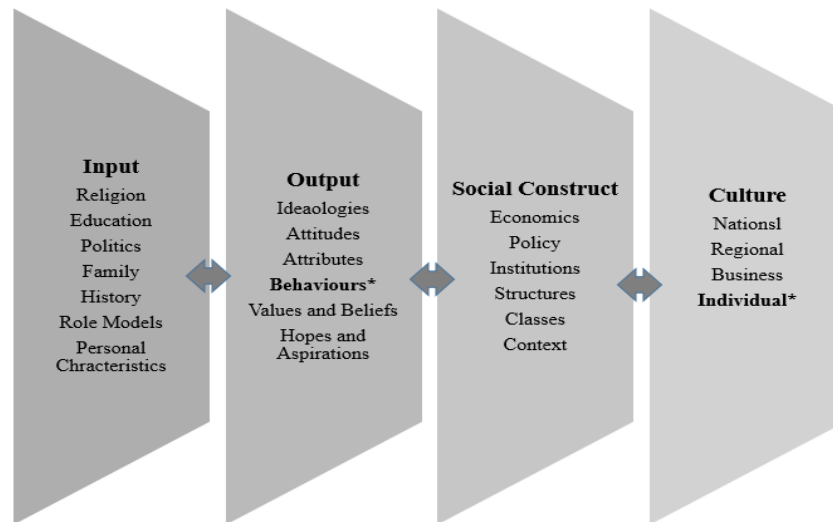 Input
Religion
Education
Politics
Family
History
Role Models
Personal
Chracteristics
Output
Ideaologies
Attitudes
Attributes
Behaviours*
Values and Beliefs
Hopes and
Aspirations
Social Construct
Economics
Policy
Institutions
Structures
Classes
Context
Culture
Nationsl
Regional
Business
Individual*